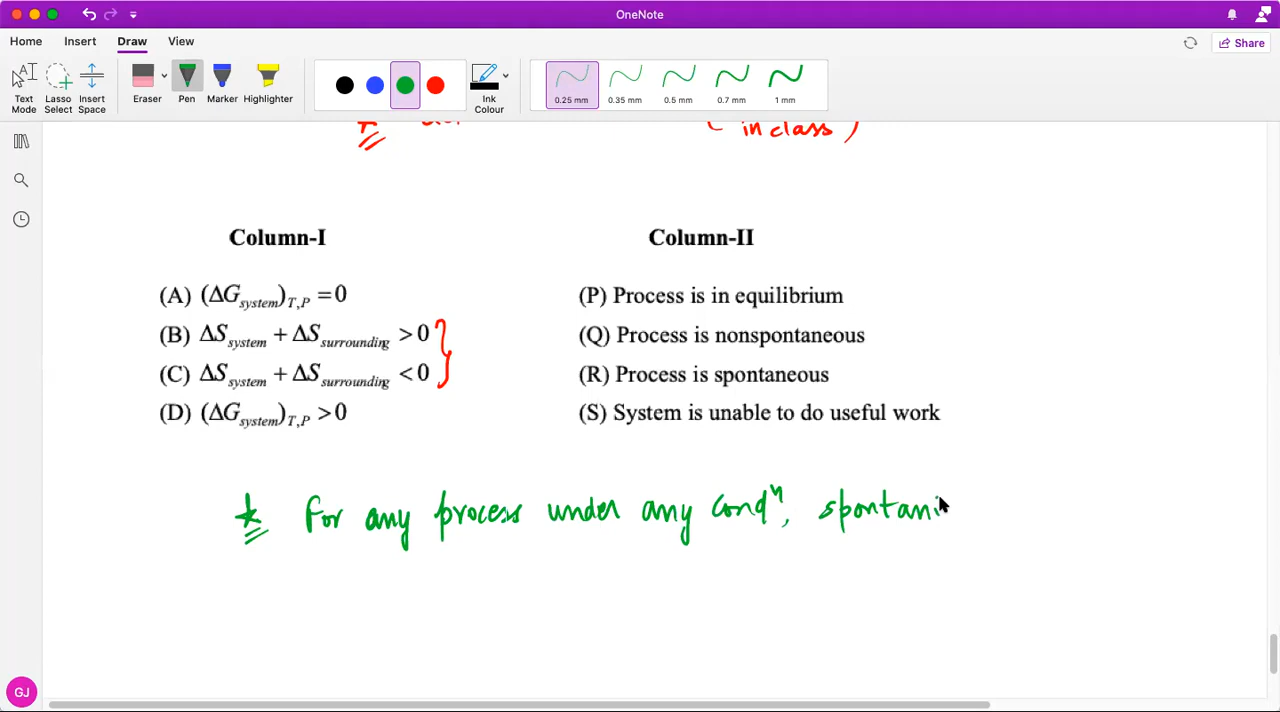 OneNote
Home Insert Draw View
Share
Text Mode
Lasso Select
Insert Space
Eraser
Pen
Marker
Highlighter
Ink Colour
0.25 mm
0.35 mm
0.5 mm
0.7 mm
1 mm
( in class )
Column-I Column-II
(A) (ΔG_system)_T,P = 0 (P) Process is in equilibrium
(B) ΔS_system + ΔS_surrounding > 0 (Q) Process is nonspontaneous
(C) ΔS_system + ΔS_surrounding < 0 (R) Process is spontaneous
(D) (ΔG_system)_T,P > 0 (S) System is unable to do useful work
* For any process under any condⁿ, spontani
GJ